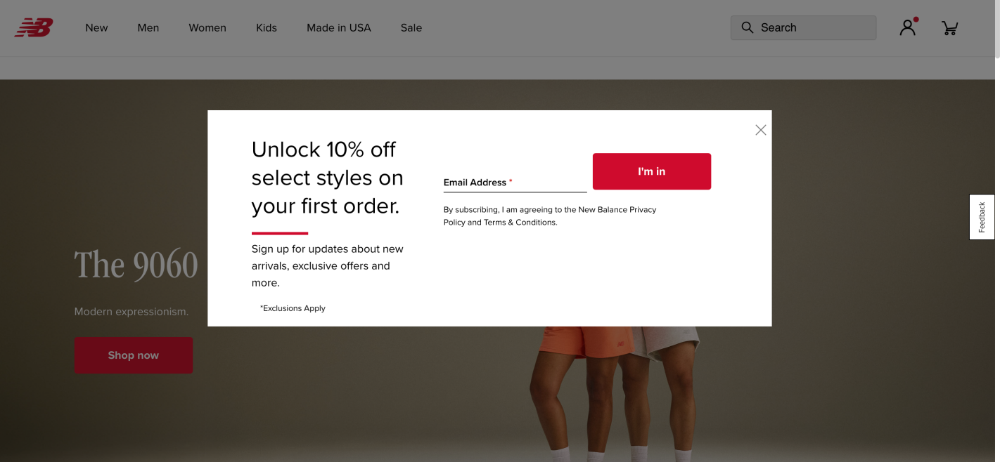 NB
New
Men
Women
Kids
Made in USA
Sale
Search
Unlock 10% off
select styles on
your first order.
Sign up for updates about new
arrivals, exclusive offers and
more.
*Exclusions Apply
Email Address *
I'm in
By subscribing, I am agreeing to the New Balance Privacy
Policy and Terms & Conditions.
The 9060
Modern expressionism.
Shop now
Feedback